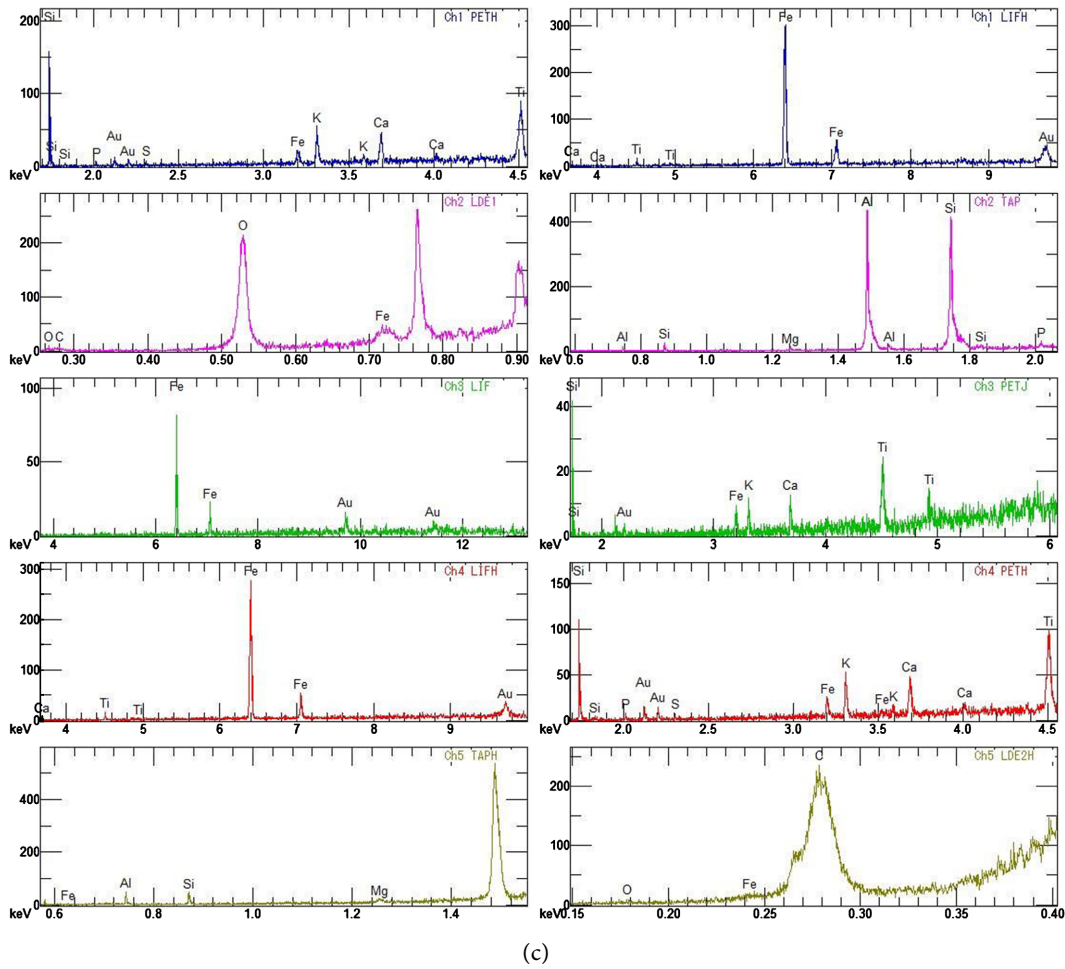 200 Si Ch1 PETH
100
Au Fe K Ca Ti
Si Si P Au S K Ca
0
keV 2.0 2.5 3.0 3.5 4.0 4.5
300 Fe Ch1 LIFH
200
100
Ca Ca Ti Ti Fe Au
0
keV 4 5 6 7 8 9
Ch2 LDE1
200 O
100
O C Fe
0
keV 0.30 0.40 0.50 0.60 0.70 0.80 0.90
400 Al Si Ch2 TAP
200
Al Si Mg Al Si P
0
keV 0.6 0.8 1.0 1.2 1.4 1.6 1.8 2.0
100 Fe Ch3 LIF
50
Fe Au Au
0
keV 4 6 8 10 12
Si Ch3 PETJ
40
20
Si Au Fe K Ca Ti Ti
0
keV 2 3 4 5 6
300 Fe Ch4 LIFH
200
100
Ca Ti Ti Fe Au
0
keV 4 5 6 7 8 9
150 Si Ch4 PETH
100
50
Si P Au Au S Fe K Fe K Ca Ca Ti
0
keV 2.0 2.5 3.0 3.5 4.0 4.5
Ch5 TAPH
400
200
Fe Al Si Mg
0
keV 0.6 0.8 1.0 1.2 1.4
C Ch5 LDE2H
200
100
O Fe
0
keV 0.15 0.20 0.25 0.30 0.35 0.40
(c)